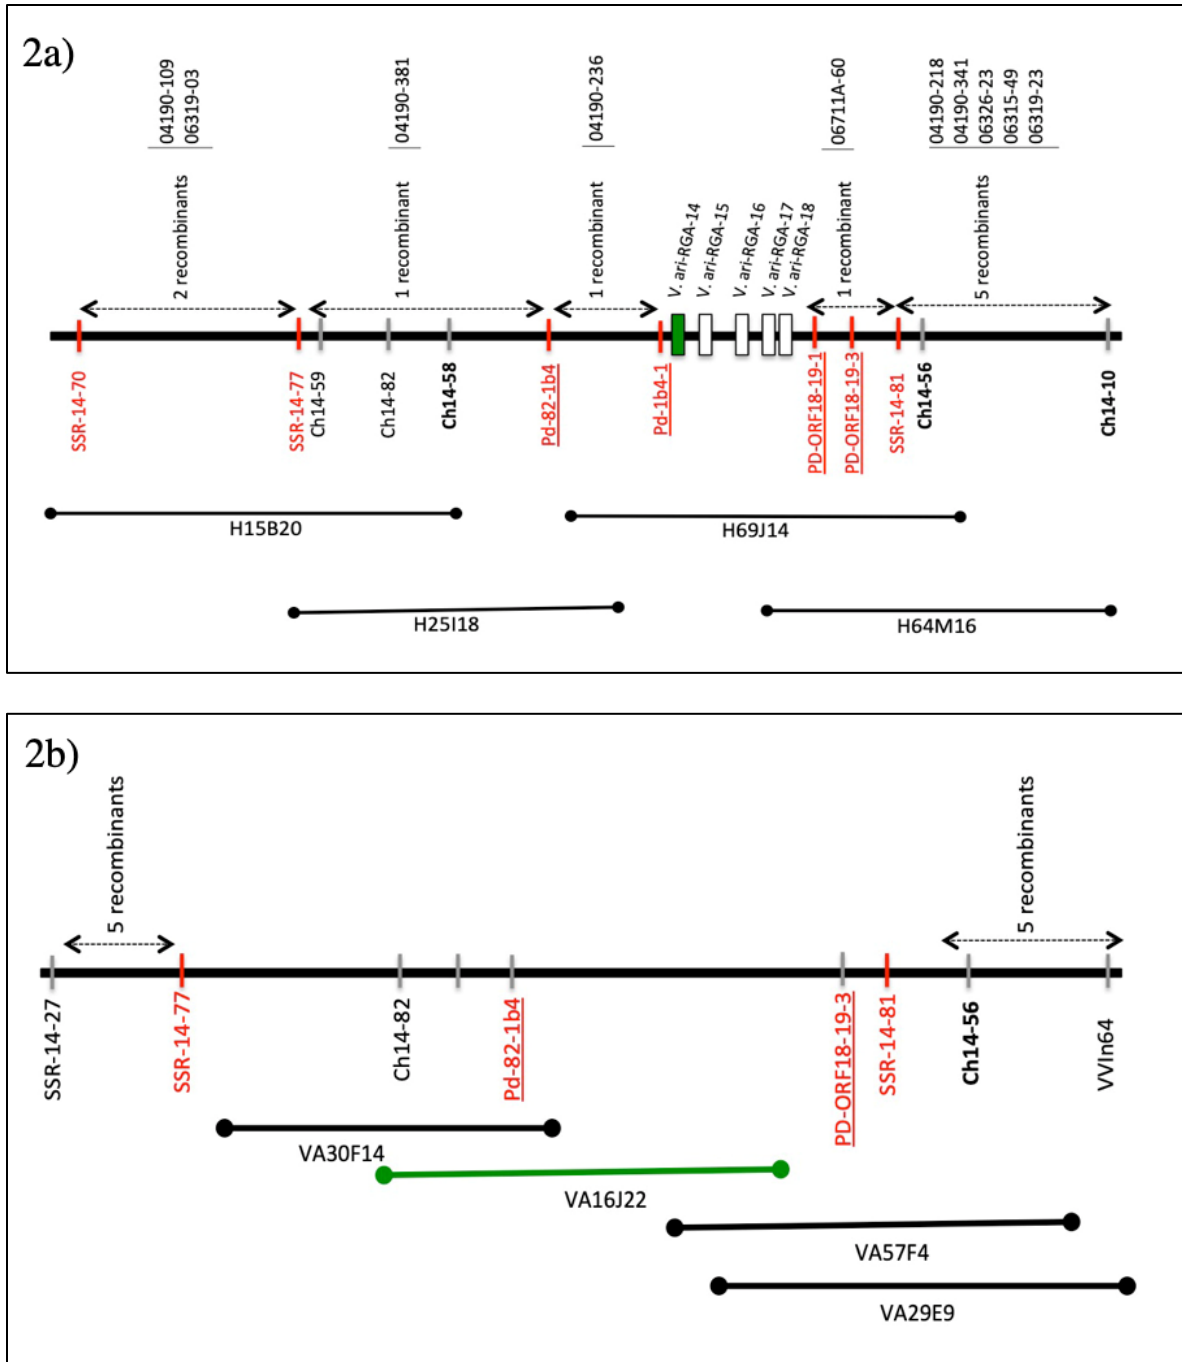 2a)
04190-109
06319-03
04190-381
04190-236
06711A-60
04190-218
04190-341
06326-23
06315-49
06319-23
2 recombinants
1 recombinant
1 recombinant
V. ari-RGA-14
V. ari-RGA-15
V. ari-RGA-16
V. ari-RGA-17
V. ari-RGA-18
1 recombinant
5 recombinants
SSR-14-70
SSR-14-77
Ch14-59
Ch14-82
Ch14-58
Pd-82-1b4
Pd-1b4-1
PD-ORF18-19-1
PD-ORF18-19-3
SSR-14-81
Ch14-56
Ch14-10
H15B20
H69J14
H25I18
H64M16
2b)
5 recombinants
5 recombinants
SSR-14-27
SSR-14-77
Ch14-82
Pd-82-1b4
PD-ORF18-19-3
SSR-14-81
Ch14-56
VVIn64
VA30F14
VA16J22
VA57F4
VA29E9